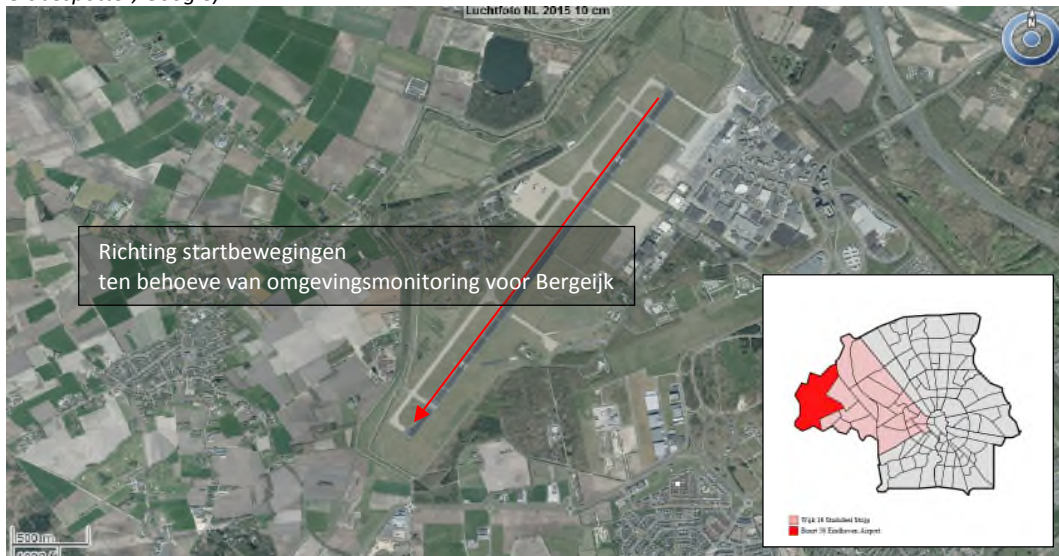 Luchtfoto NL 2015 10 cm
N
Richting startbewegingen
ten behoeve van omgevingsmonitoring voor Bergeijk
500 m
Wijk 16 Stadsdeel Strijp
Buurt 38 Eindhoven Airport